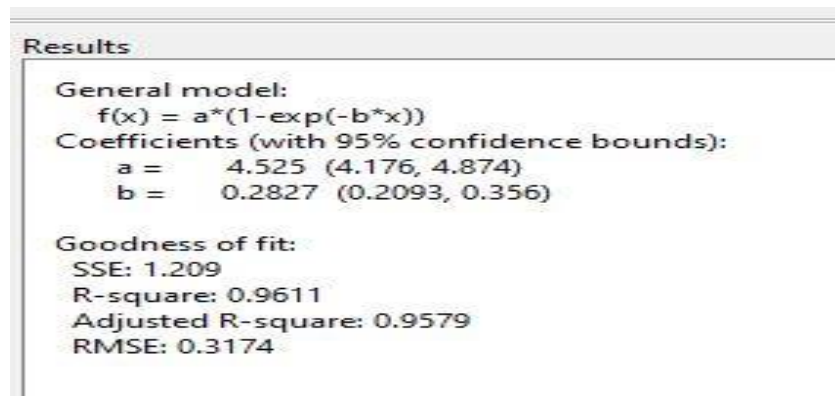 Results
General model:
f(x) = a*(1-exp(-b*x))
Coefficients (with 95% confidence bounds):
a = 4.525 (4.176, 4.874)
b = 0.2827 (0.2093, 0.356)
Goodness of fit:
SSE: 1.209
R-square: 0.9611
Adjusted R-square: 0.9579
RMSE: 0.3174